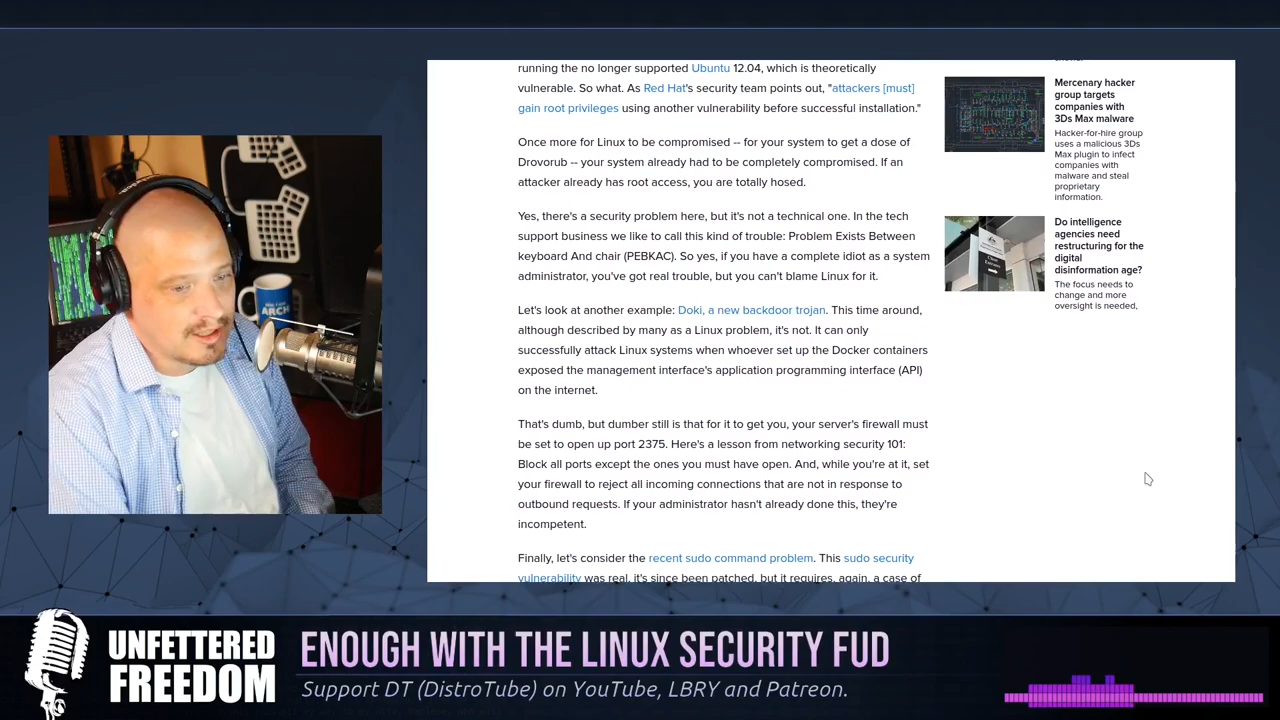 running the no longer supported Ubuntu 12.04, which is theoretically
vulnerable. So what. As Red Hat's security team points out, "attackers [must]
gain root privileges using another vulnerability before successful installation."
Once more for Linux to be compromised -- for your system to get a dose of
Drovorub -- your system already had to be completely compromised. If an
attacker already has root access, you are totally hosed.
Yes, there's a security problem here, but it's not a technical one. In the tech
support business we like to call this kind of trouble: Problem Exists Between
keyboard And chair (PEBKAC). So yes, if you have a complete idiot as a system
administrator, you've got real trouble, but you can't blame Linux for it.
Let's look at another example: Doki, a new backdoor trojan. This time around,
although described by many as a Linux problem, it's not. It can only
successfully attack Linux systems when whoever set up the Docker containers
exposed the management interface's application programming interface (API)
on the internet.
That's dumb, but dumber still is that for it to get you, your server's firewall must
be set to open up port 2375. Here's a lesson from networking security 101:
Block all ports except the ones you must have open. And, while you're at it, set
your firewall to reject all incoming connections that are not in response to
outbound requests. If your administrator hasn't already done this, they're
incompetent.
Finally, let's consider the recent sudo command problem. This sudo security
vulnerability was real, it's since been patched, but it requires, again, a case of
Mercenary hacker
group targets
companies with
3Ds Max malware
Hacker-for-hire group
uses a malicious 3Ds
Max plugin to infect
companies with
malware and steal
proprietary
information.
Do intelligence
agencies need
restructuring for the
digital
disinformation age?
The focus needs to
change and more
oversight is needed,
ARCH
UNFETTERED
FREEDOM
ENOUGH WITH THE LINUX SECURITY FUD
Support DT (DistroTube) on YouTube, LBRY and Patreon.